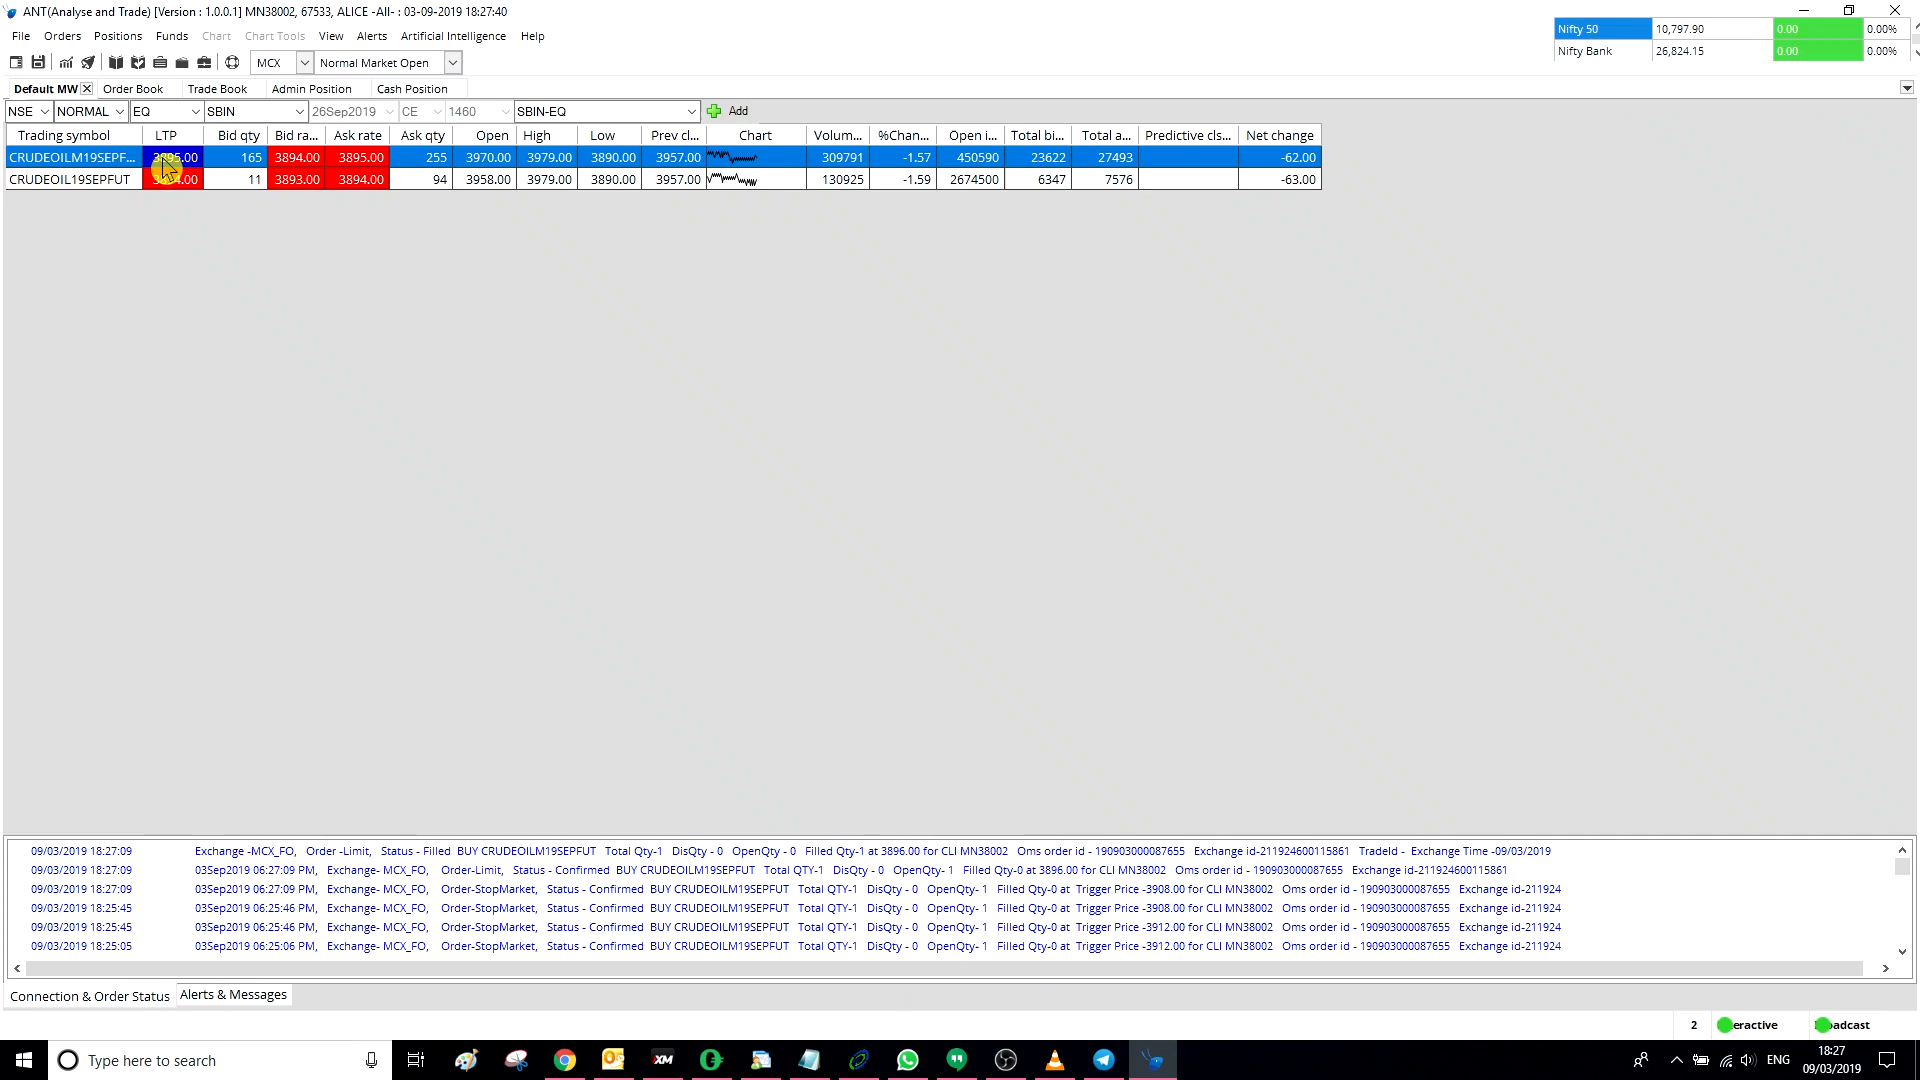 ANT(Analyse and Trade) [Version : 1.0.0.1] MN38002, 67533, ALICE -All- : 03-09-2019 18:27:40
File Orders Positions Funds Chart Chart Tools View Alerts Artificial Intelligence Help
Nifty 50 10,797.90 0.00 0.00%
Nifty Bank 26,824.15 0.00 0.00%
MCX Normal Market Open
Default MW Order Book Trade Book Admin Position Cash Position
NSE NORMAL EQ SBIN 26Sep2019 CE 1460 SBIN-EQ Add
Trading symbol LTP Bid qty Bid ra... Ask rate Ask qty Open High Low Prev cl... Chart Volum... %Chan... Open i... Total bi... Total a... Predictive cls... Net change
CRUDEOILM19SEPF... 3895.00 165 3894.00 3895.00 255 3970.00 3979.00 3890.00 3957.00 309791 -1.57 450590 23622 27493 -62.00
CRUDEOIL19SEPFUT 3894.00 11 3893.00 3894.00 94 3958.00 3979.00 3890.00 3957.00 130925 -1.59 2674500 6347 7576 -63.00
09/03/2019 18:27:09 Exchange -MCX_FO, Order -Limit, Status - Filled BUY CRUDEOILM19SEPFUT Total Qty-1 DisQty - 0 OpenQty - 0 Filled Qty-1 at 3896.00 for CLI MN38002 Oms order id - 190903000087655 Exchange id-211924600115861 TradeId - Exchange Time -09/03/2019
09/03/2019 18:27:09 03Sep2019 06:27:09 PM, Exchange- MCX_FO, Order-Limit, Status - Confirmed BUY CRUDEOILM19SEPFUT Total QTY-1 DisQty - 0 OpenQty- 1 Filled Qty-0 at 3896.00 for CLI MN38002 Oms order id - 190903000087655 Exchange id-211924600115861
09/03/2019 18:27:09 03Sep2019 06:27:09 PM, Exchange- MCX_FO, Order-StopMarket, Status - Confirmed BUY CRUDEOILM19SEPFUT Total QTY-1 DisQty - 0 OpenQty- 1 Filled Qty-0 at Trigger Price -3908.00 for CLI MN38002 Oms order id - 190903000087655 Exchange id-211924
09/03/2019 18:25:45 03Sep2019 06:25:46 PM, Exchange- MCX_FO, Order-StopMarket, Status - Confirmed BUY CRUDEOILM19SEPFUT Total QTY-1 DisQty - 0 OpenQty- 1 Filled Qty-0 at Trigger Price -3908.00 for CLI MN38002 Oms order id - 190903000087655 Exchange id-211924
09/03/2019 18:25:45 03Sep2019 06:25:46 PM, Exchange- MCX_FO, Order-StopMarket, Status - Confirmed BUY CRUDEOILM19SEPFUT Total QTY-1 DisQty - 0 OpenQty- 1 Filled Qty-0 at Trigger Price -3912.00 for CLI MN38002 Oms order id - 190903000087655 Exchange id-211924
09/03/2019 18:25:05 03Sep2019 06:25:06 PM, Exchange- MCX_FO, Order-StopMarket, Status - Confirmed BUY CRUDEOILM19SEPFUT Total QTY-1 DisQty - 0 OpenQty- 1 Filled Qty-0 at Trigger Price -3912.00 for CLI MN38002 Oms order id - 190903000087655 Exchange id-211924
Connection & Order Status Alerts & Messages
2 eractive adcast
Type here to search XM ENG 18:27
09/03/2019